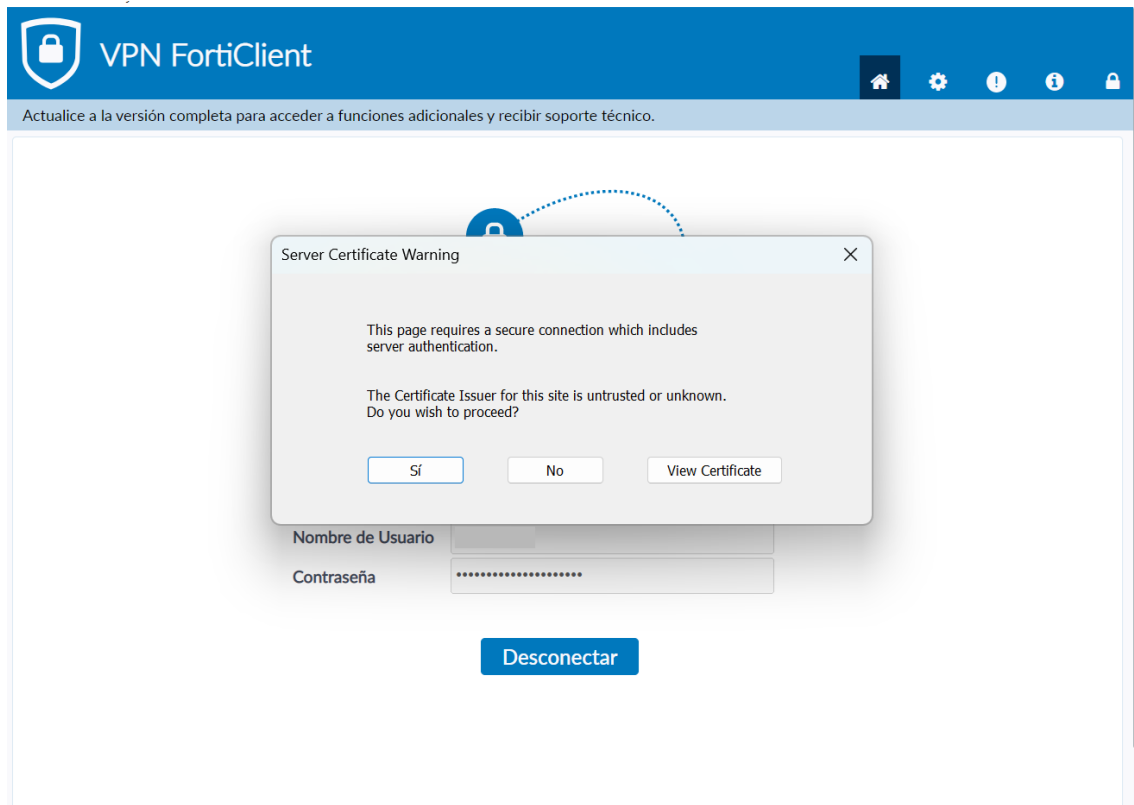 VPN FortiClient
Actualice a la versión completa para acceder a funciones adicionales y recibir soporte técnico.
Server Certificate Warning
This page requires a secure connection which includes
server authentication.
The Certificate Issuer for this site is untrusted or unknown.
Do you wish to proceed?
Sí
No
View Certificate
Nombre de Usuario
Contraseña
Desconectar